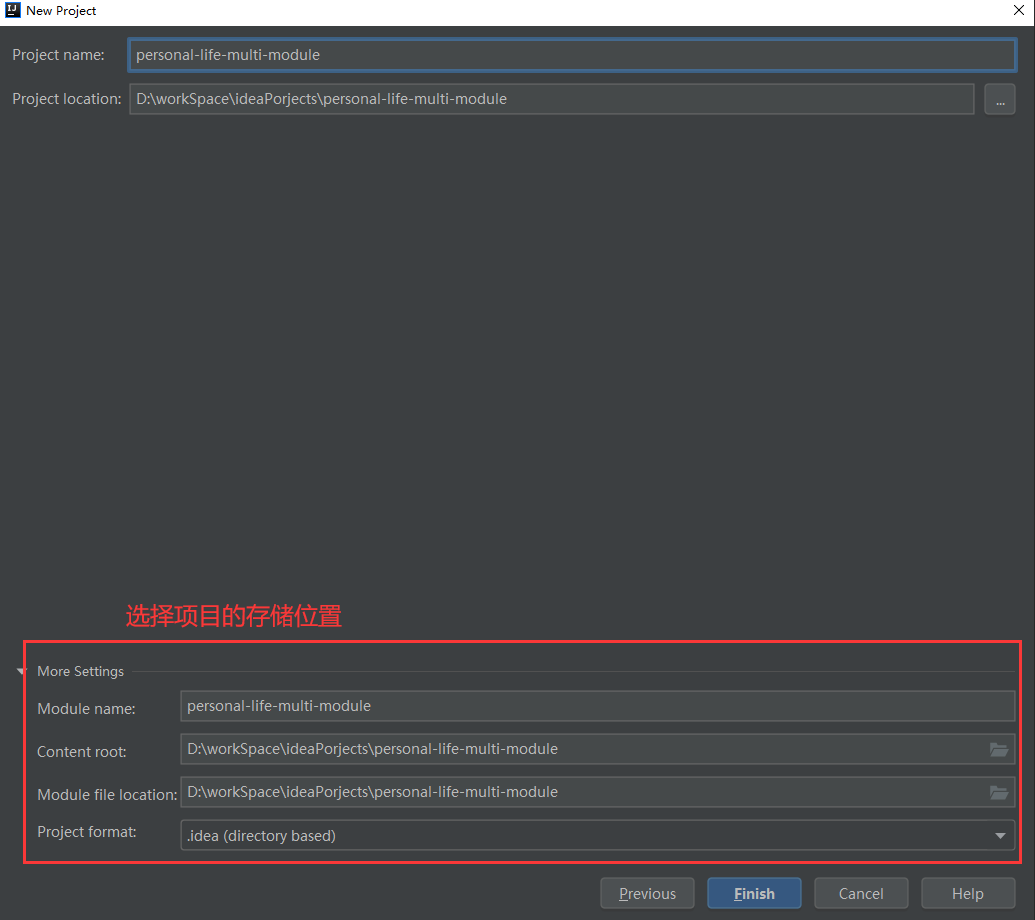 New Project
Project name: personal-life-multi-module
Project location: D:\workSpace\ideaPorjects\personal-life-multi-module ...
选择项目的存储位置
More Settings
Module name: personal-life-multi-module
Content root: D:\workSpace\ideaPorjects\personal-life-multi-module
Module file location: D:\workSpace\ideaPorjects\personal-life-multi-module
Project format: .idea (directory based)
Previous Finish Cancel Help